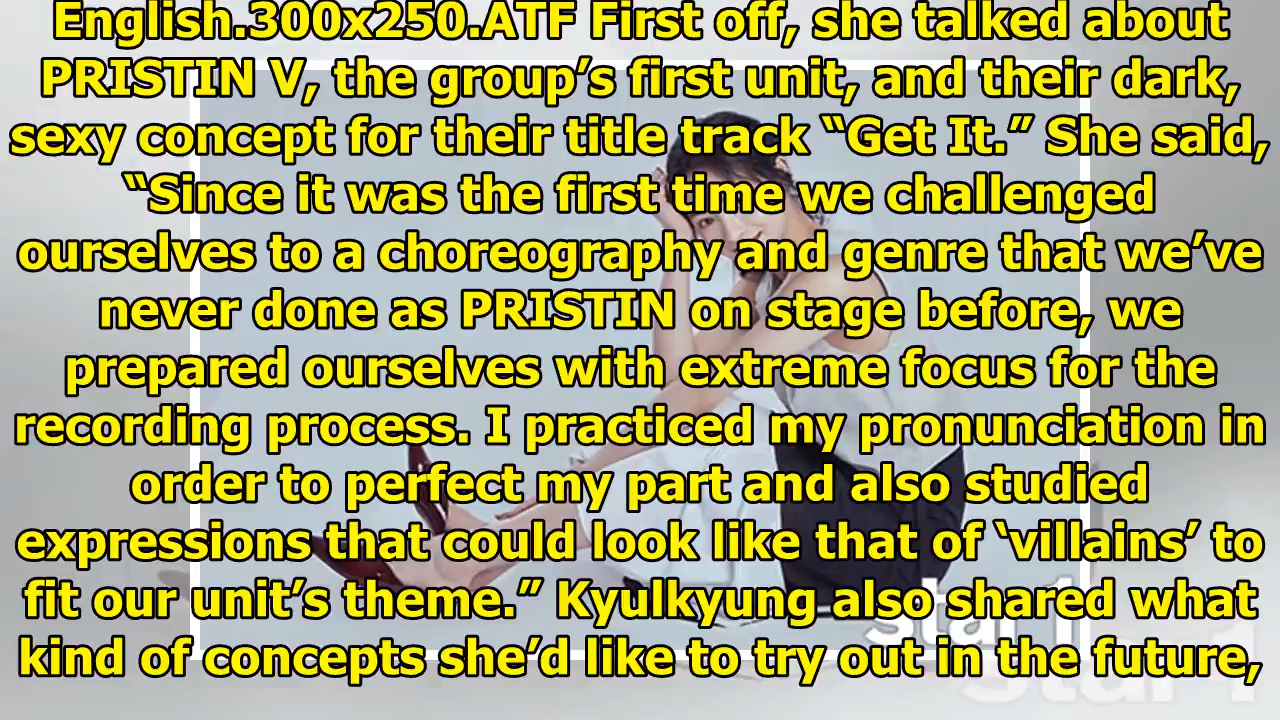 English.300x250.ATF First off, she talked about
PRISTIN V, the group’s first unit, and their dark,
sexy concept for their title track “Get It.” She said,
“Since it was the first time we challenged
ourselves to a choreography and genre that we’ve
never done as PRISTIN on stage before, we
prepared ourselves with extreme focus for the
recording process. I practiced my pronunciation in
order to perfect my part and also studied
expressions that could look like that of ‘villains’ to
fit our unit’s theme.” Kyulkyung also shared what
kind of concepts she’d like to try out in the future,
star1
star1